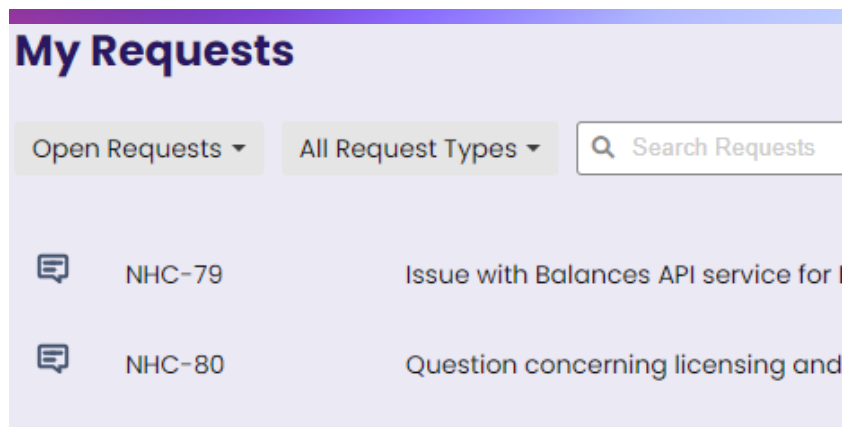 My Requests
Open Requests All Request Types Search Requests
NHC-79 Issue with Balances API service for
NHC-80 Question concerning licensing and